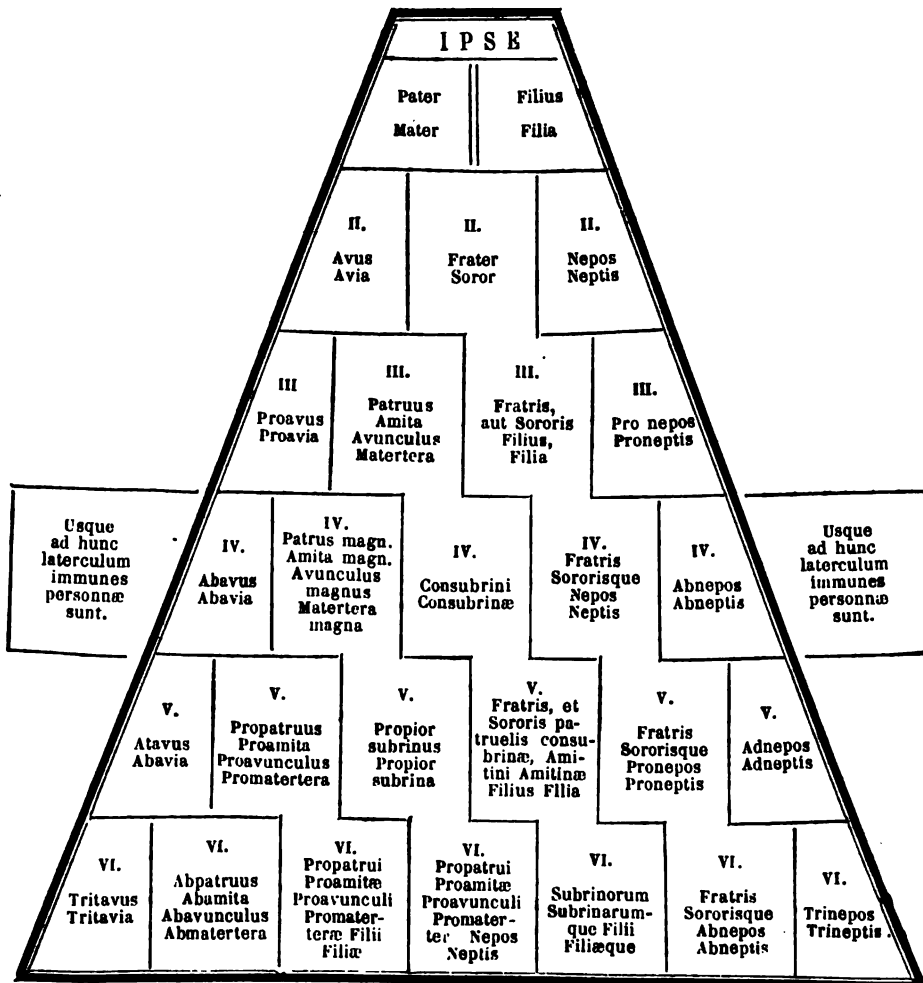 IPSE
Pater
Mater
Filius
Filia
II.
Avus
Avia
II.
Frater
Soror
II.
Nepos
Neptis
III
Proavus
Proavia
III.
Patruus
Amita
Avunculus
Matertera
III.
Fratris,
aut Sororis
Filius,
Filia
III.
Pro nepos
Proneptis
Usque
ad hunc
laterculum
immunes
personnæ
sunt.
IV.
Abavus
Abavia
IV.
Patrus magn.
Amita magn.
Avunculus
magnus
Matertera
magna
IV.
Consubrini
Consubrinæ
IV.
Fratris
Sororisque
Nepos
Neptis
IV.
Abnepos
Abneptis
Usque
ad hunc
laterculum
immunes
personnæ
sunt.
V.
Atavus
Abavia
V.
Propatruus
Proamita
Proavunculus
Promatertera
V.
Propior
subrinus
Propior
subrina
V.
Fratris, et
Sororis pa-
truelis consu-
brinæ, Ami-
tini Amitinæ
Filius Filia
V.
Fratris
Sororisque
Pronepos
Proneptis
V.
Adnepos
Adneptis
VI.
Tritavus
Tritavia
VI.
Abpatruus
Abamita
Abavunculus
Abmatertera
VI.
Propatrui
Proamitæ
Proavunculi
Promater-
teræ Filii
Filiæ
VI.
Propatrui
Proamitæ
Proavunculi
Promater-
ter Nepos
Neptis
VI.
Subrinorum
Subrinarum-
que Filii
Filiæque
VI.
Fratris
Sororisque
Abnepos
Abneptis
VI.
Trinepos
Trineptis.